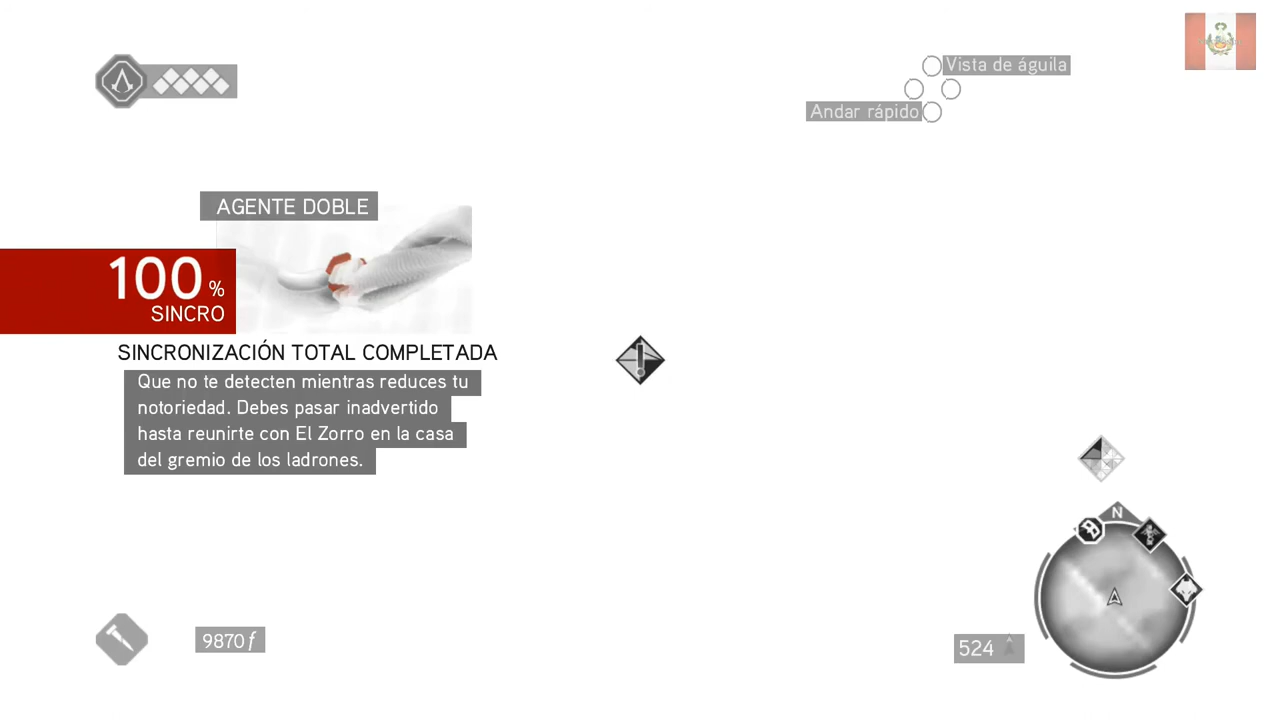 Vista de águila
Andar rápido
AGENTE DOBLE
100 %
SINCRO
SINCRONIZACIÓN TOTAL COMPLETADA
Que no te detecten mientras reduces tu
notoriedad. Debes pasar inadvertido
hasta reunirte con El Zorro en la casa
del gremio de los ladrones.
N
9870 ƒ
524